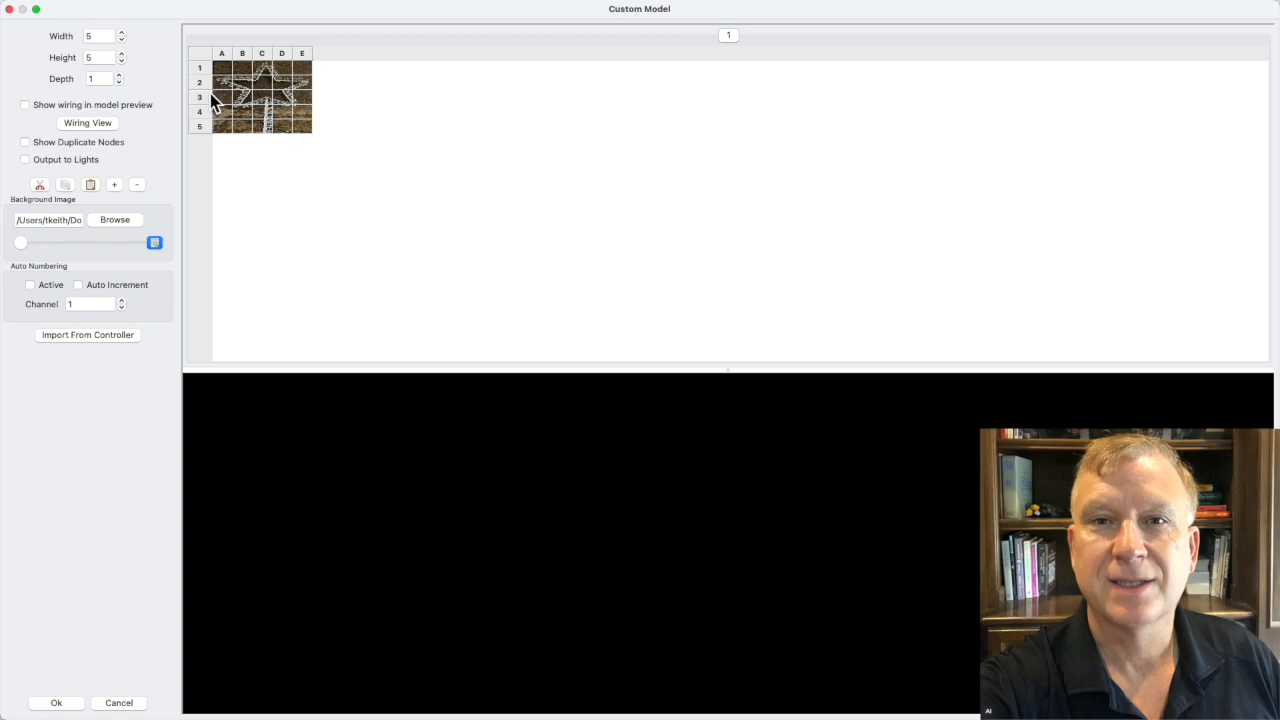 Custom Model
Width 5
Height 5
Depth 1
Show wiring in model preview
Wiring View
Show Duplicate Nodes
Output to Lights
+ -
Background Image
/Users/tkeith/Do Browse
Auto Numbering
Active Auto Increment
Channel 1
Import From Controller
Ok Cancel
1
A B C D E
1
2
3
4
5
AI